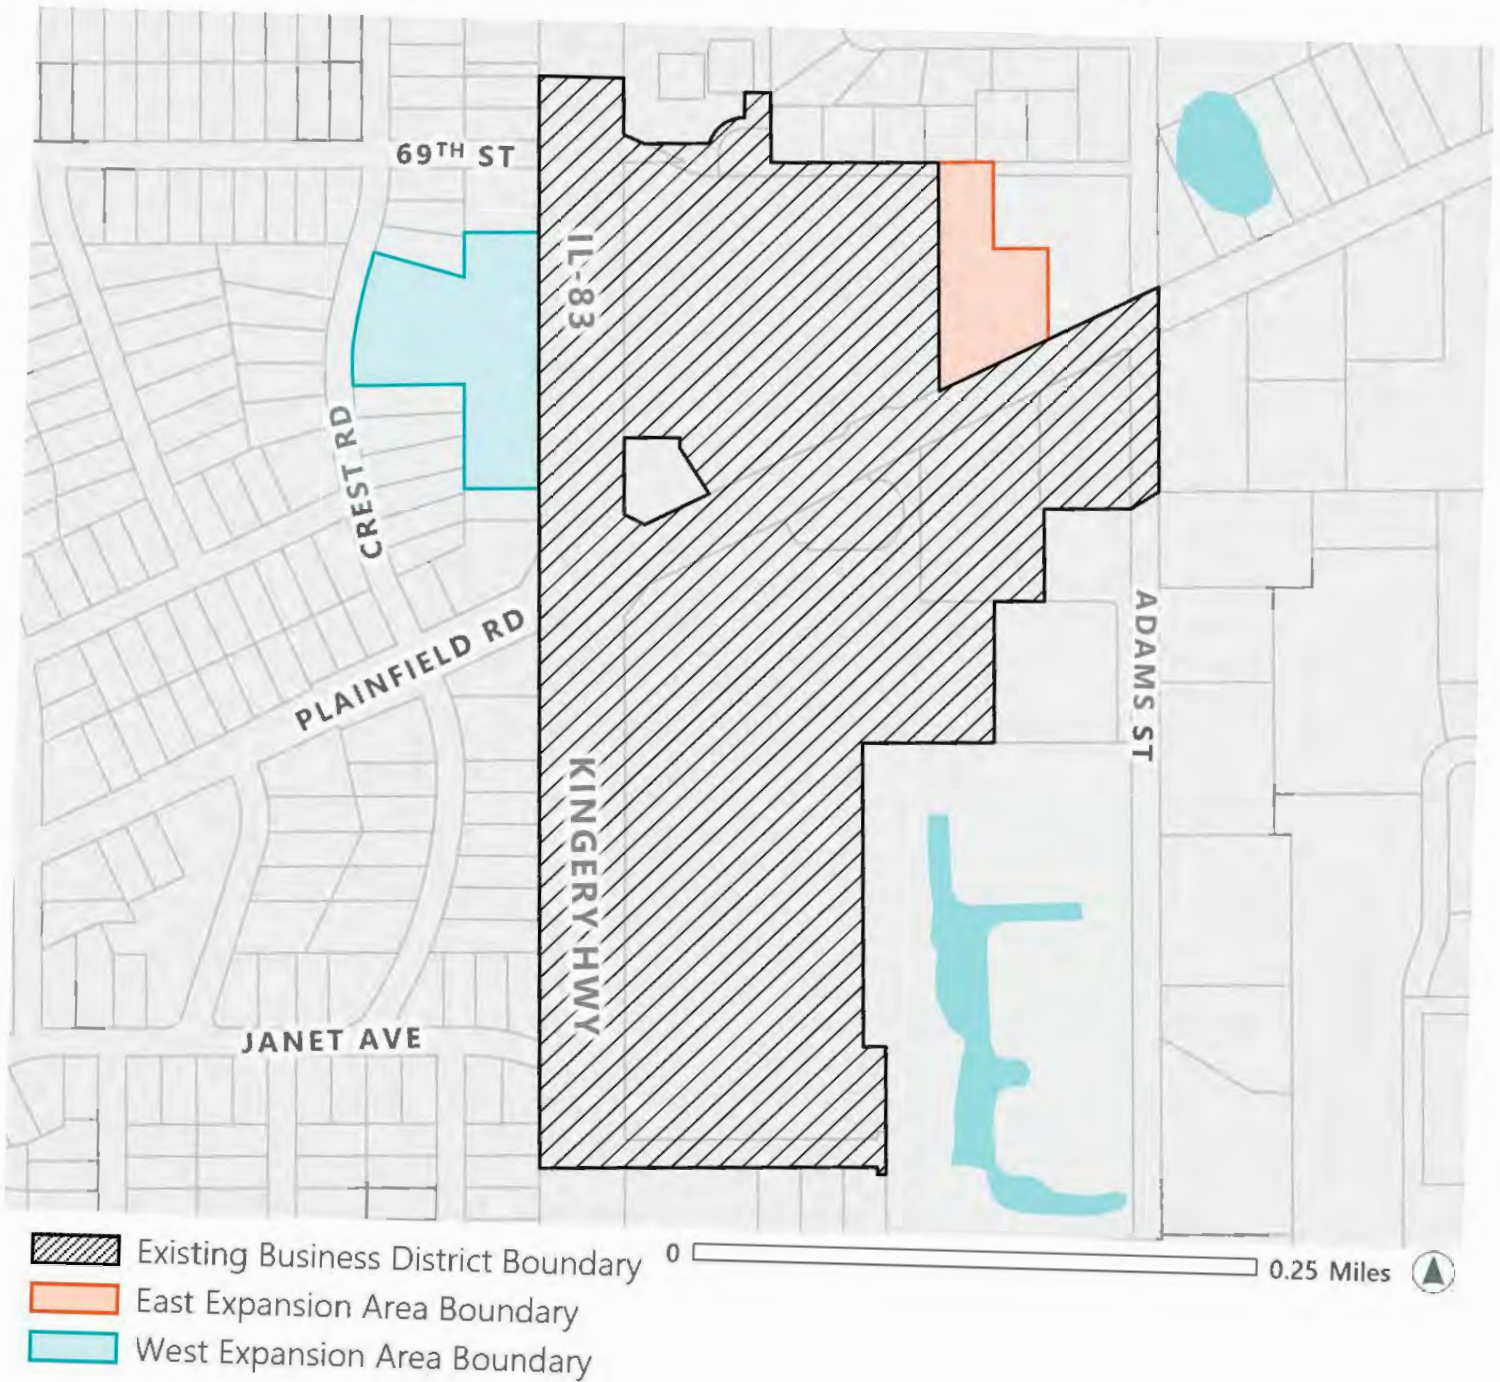 69TH ST
IL-83
CREST RD
PLAINFIELD RD
ADAMS ST
KINGERY HWY
JANET AVE
Existing Business District Boundary
East Expansion Area Boundary
West Expansion Area Boundary
0
0.25 Miles